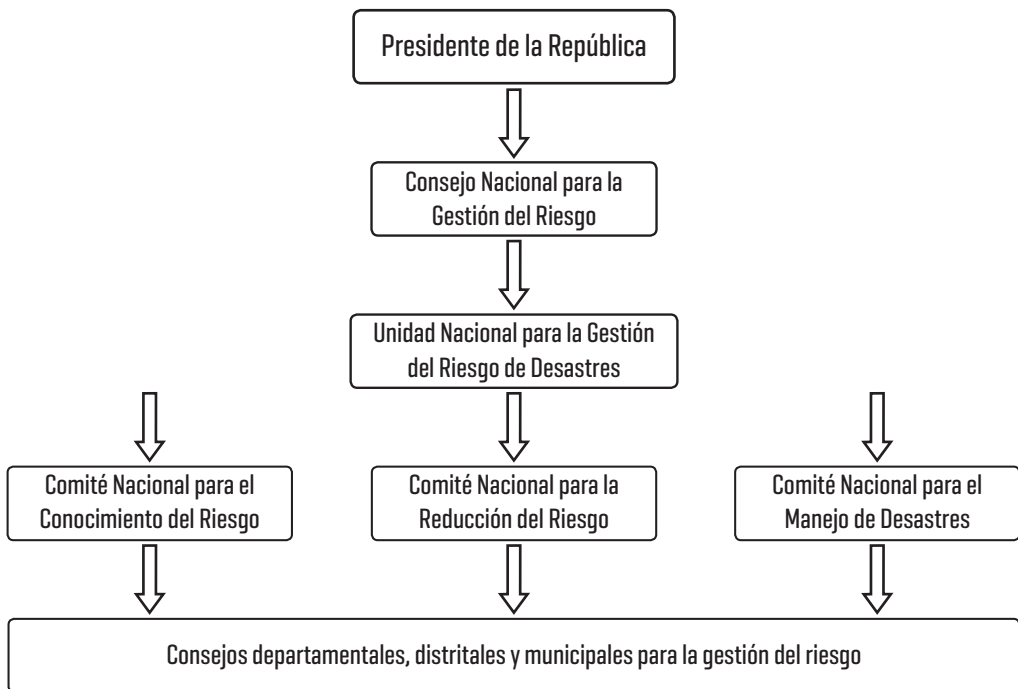 Presidente de la República
Consejo Nacional para la
Gestión del Riesgo
Unidad Nacional para la Gestión
del Riesgo de Desastres
Comité Nacional para el
Conocimiento del Riesgo
Comité Nacional para la
Reducción del Riesgo
Comité Nacional para el
Manejo de Desastres
Consejos departamentales, distritales y municipales para la gestión del riesgo